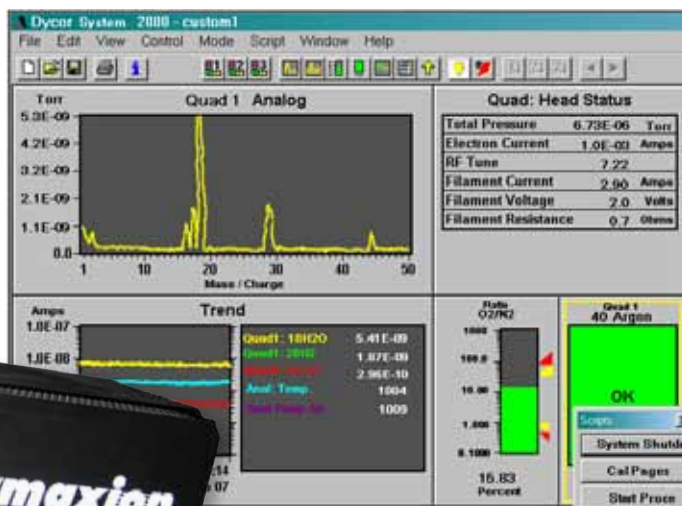 Dycor System 2000 - custom1
File Edit View Control Mode Script Window Help
Torr
Quad 1 Analog
5.3E-09
4.2E-09
3.2E-09
2.1E-09
1.1E-09
0.0
1 10 20 30 40 50
Mass / Charge
Quad: Head Status
Total Pressure 6.73E-06 Torr
Electron Current 1.0E-03 Amps
RF Tune 7.22
Filament Current 2.90 Amps
Filament Voltage 2.0 Volts
Filament Resistance 0.7 Ohms
Amps
Trend
1.0E-07
1.0E-08
Quad1: 18H2O 5.41E-09
Quad1: 28N2 1.87E-09
2.96E-10
Anal: Temp. 1004
1009
:14
07
Ratio
O2/N2
1000
100.0
10.00
1.000
0.1000
15.83
Percent
Quad 1
40 Argon
OK
Scripts
System Shutd
Cal Pages
Start Proce
maxion